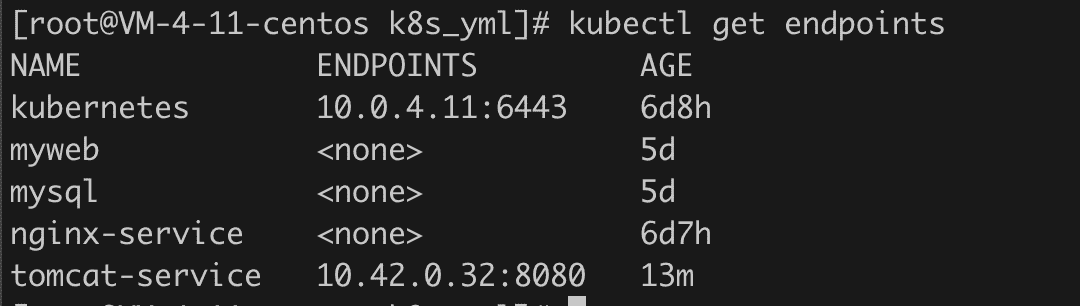 [root@VM-4-11-centos k8s_yml]# kubectl get endpoints
NAME ENDPOINTS AGE
kubernetes 10.0.4.11:6443 6d8h
myweb <none> 5d
mysql <none> 5d
nginx-service <none> 6d7h
tomcat-service 10.42.0.32:8080 13m